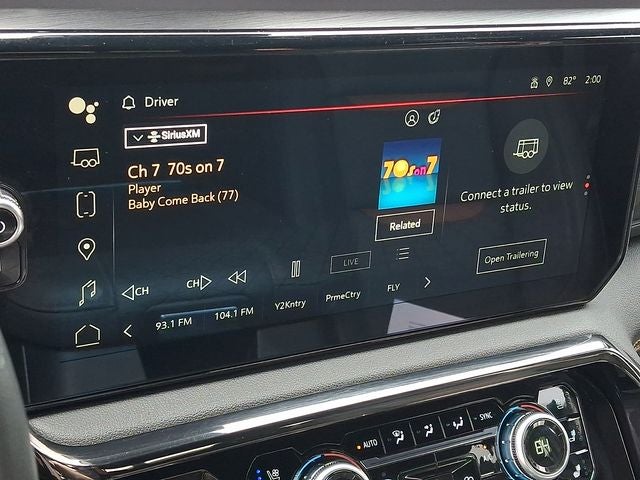 Driver
82° 2:00
SiriusXM
Ch 7 70s on 7
Player
Baby Come Back (77)
70s on 7
Related
Connect a trailer to view
status.
Open Trailering
CH
CH
LIVE
93.1 FM
104.1 FM
Y2Kntry
PrmeCtry
FLY
AUTO
SYNC